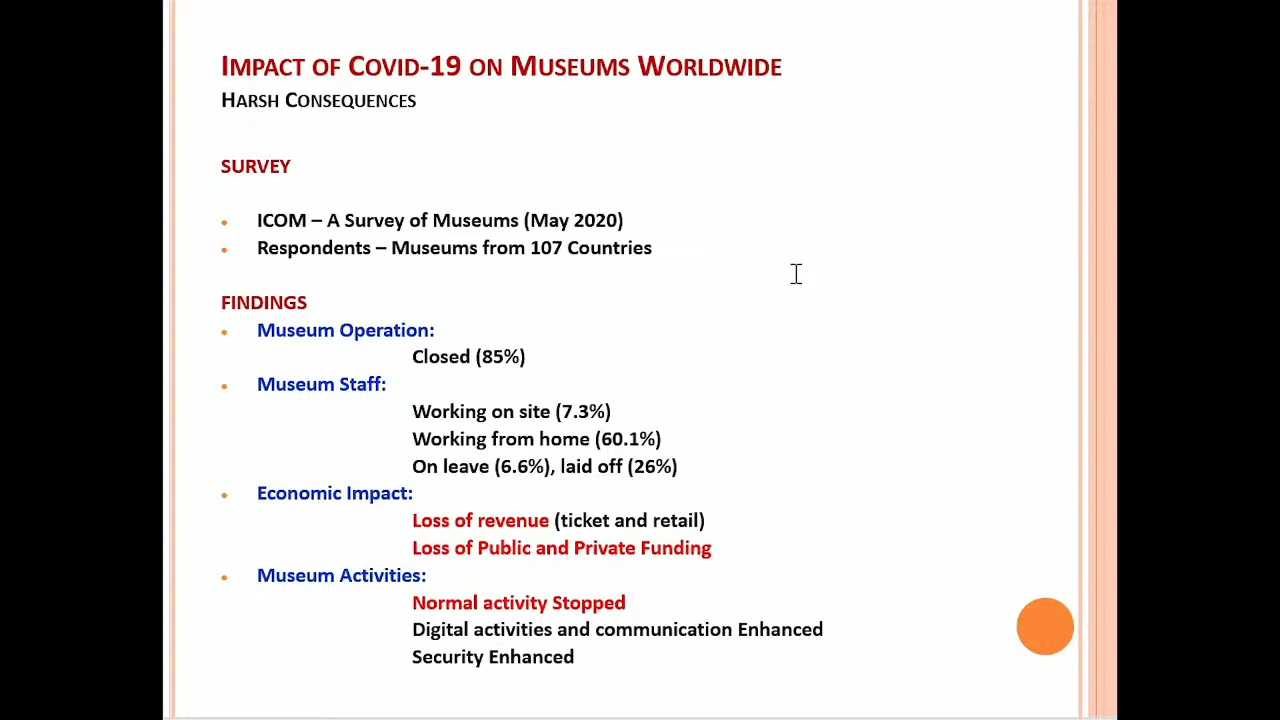 IMPACT OF COVID-19 ON MUSEUMS WORLDWIDE
HARSH CONSEQUENCES
SURVEY
• ICOM – A Survey of Museums (May 2020)
• Respondents – Museums from 107 Countries
FINDINGS
• Museum Operation:
Closed (85%)
• Museum Staff:
Working on site (7.3%)
Working from home (60.1%)
On leave (6.6%), laid off (26%)
• Economic Impact:
Loss of revenue (ticket and retail)
Loss of Public and Private Funding
• Museum Activities:
Normal activity Stopped
Digital activities and communication Enhanced
Security Enhanced